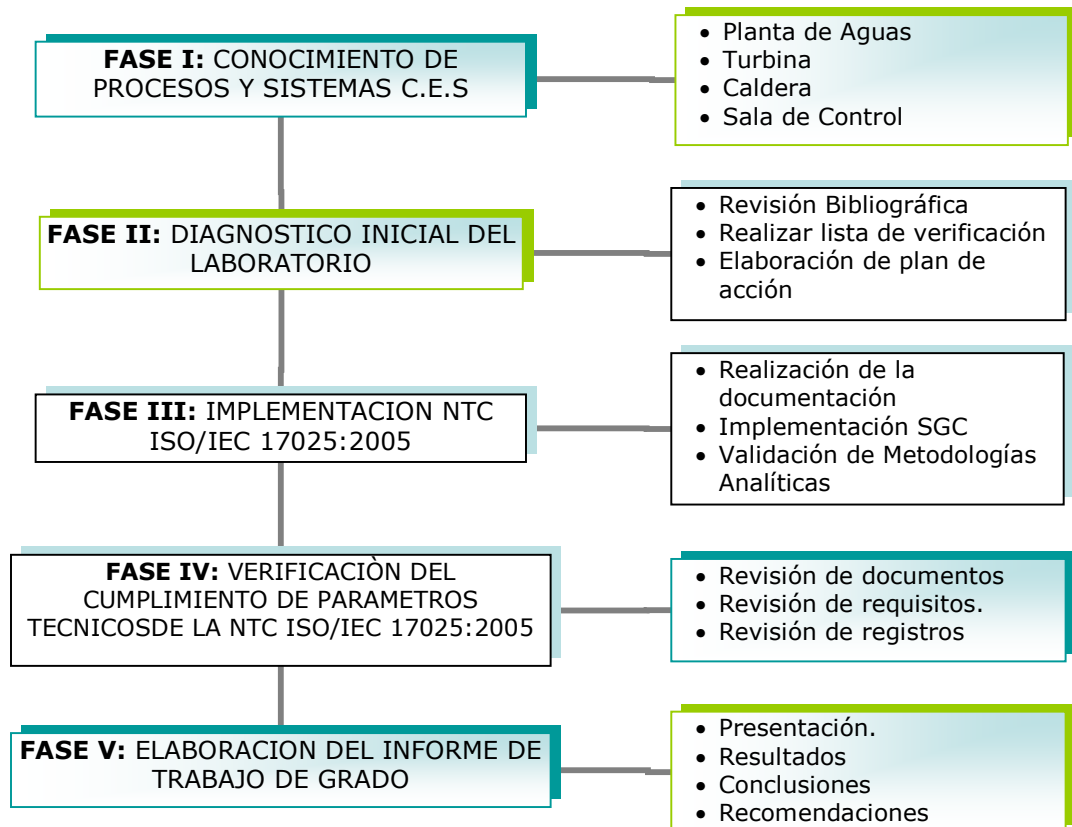 FASE I: CONOCIMIENTO DE
PROCESOS Y SISTEMAS C.E.S
• Planta de Aguas
• Turbina
• Caldera
• Sala de Control
FASE II: DIAGNOSTICO INICIAL DEL
LABORATORIO
• Revisión Bibliográfica
• Realizar lista de verificación
• Elaboración de plan de
acción
FASE III: IMPLEMENTACION NTC
ISO/IEC 17025:2005
• Realización de la
documentación
• Implementación SGC
• Validación de Metodologías
Analíticas
FASE IV: VERIFICACIÒN DEL
CUMPLIMIENTO DE PARAMETROS
TECNICOSDE LA NTC ISO/IEC 17025:2005
• Revisión de documentos
• Revisión de requisitos.
• Revisión de registros
FASE V: ELABORACION DEL INFORME DE
TRABAJO DE GRADO
• Presentación.
• Resultados
• Conclusiones
• Recomendaciones